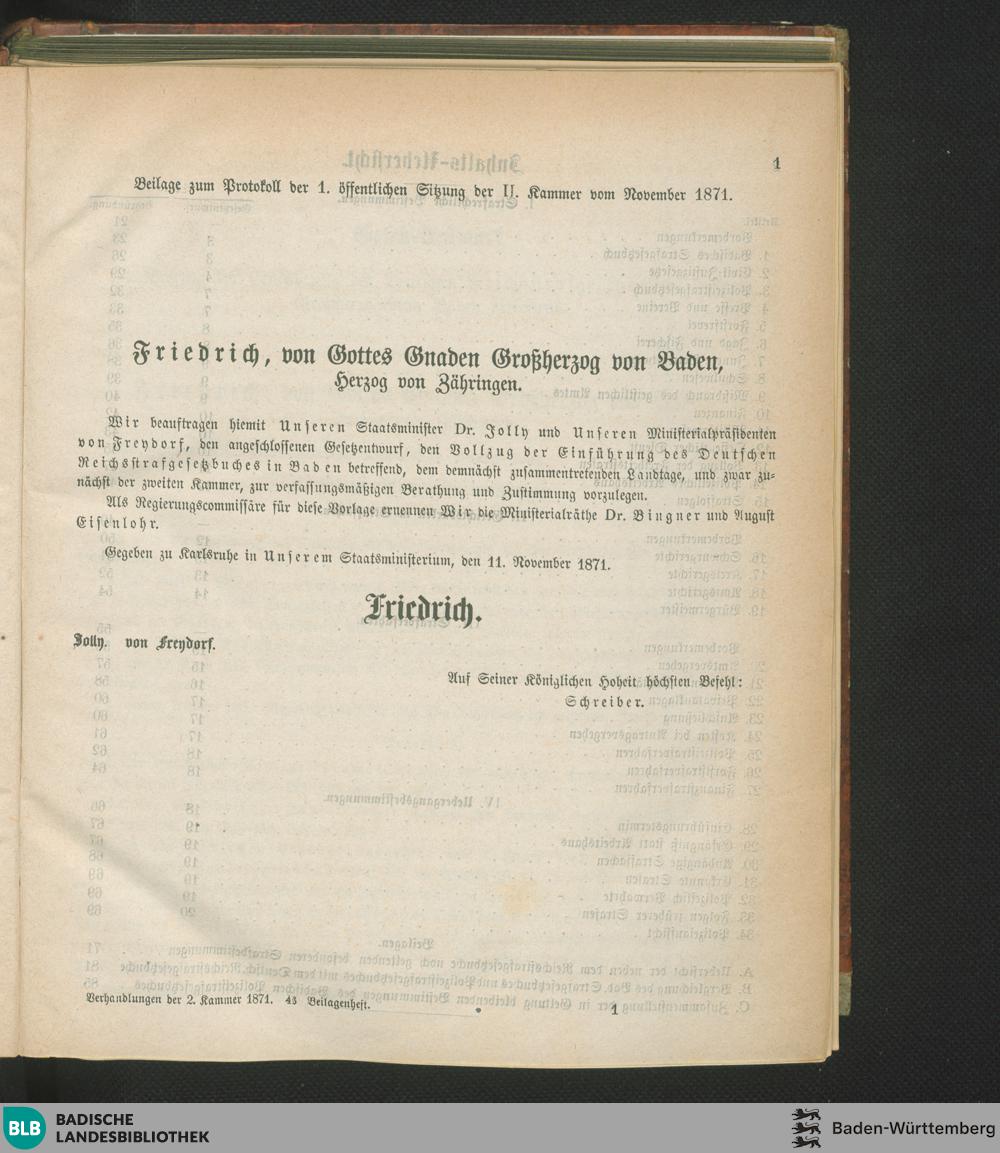 1
Beilage zum Protokoll der 1. öffentlichen Sitzung der II. Kammer vom November 1871.
Friedrich, von Gottes Gnaden Großherzog von Baden,
Herzog von Zähringen.
Wir beauftragen hiemit Unseren Staatsminister Dr. Jolly und Unseren Ministerialpräsidenten
von Freydorf, den angeschlossenen Gesetzentwurf, den Vollzug der Einführung des Deutschen
Reichsstrafgesetzbuches in Baden betreffend, dem demnächst zusammentretenden Landtage, und zwar zu-
nächst der zweiten Kammer, zur verfassungsmäßigen Berathung und Zustimmung vorzulegen.
Als Regierungscommissäre für diese Vorlage ernennen Wir die Ministerialräthe Dr. Bingner und August
Eisenlohr.
Gegeben zu Karlsruhe in Unserem Staatsministerium, den 11. November 1871.
Friedrich.
Jolly. von Freydorf.
Auf Seiner Königlichen Hoheit höchsten Befehl:
Schreiber.
Verhandlungen der 2. Kammer 1871. 43 Beilagenheft. 1
BLB BADISCHE
LANDESBIBLIOTHEK
Baden-Württemberg